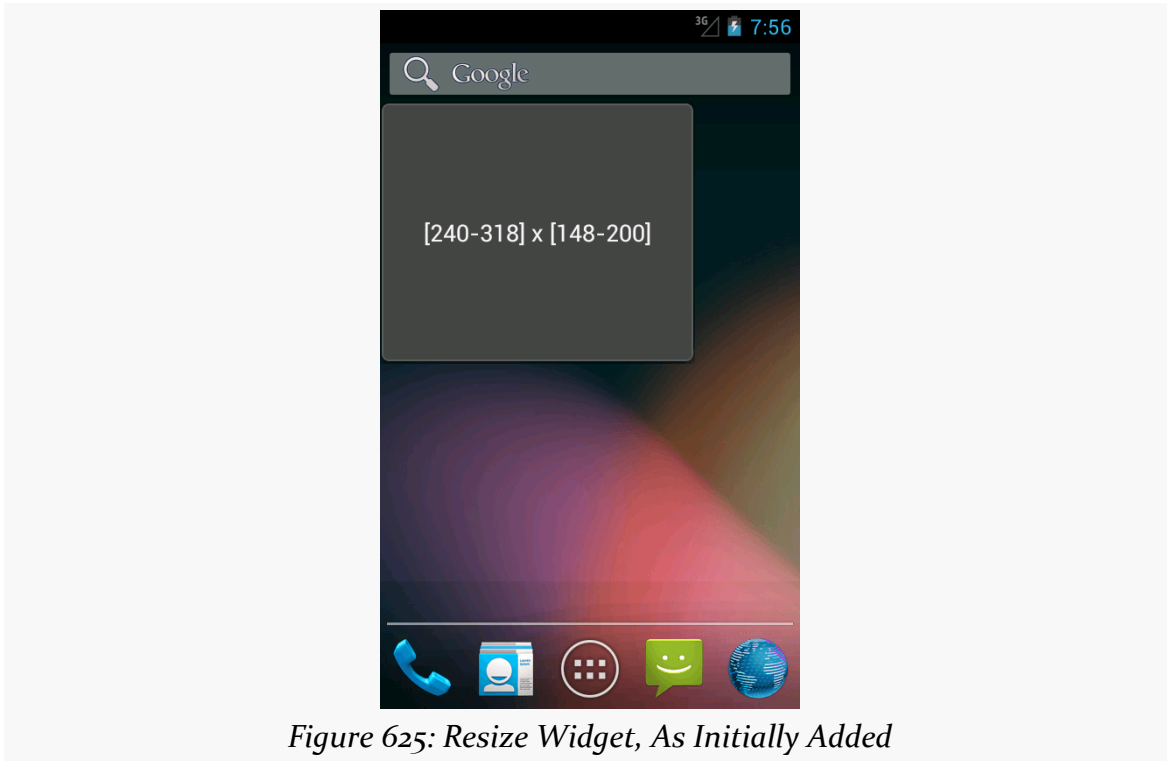 3G 7:56
Google
[240-318] x [148-200]
Figure 625: Resize Widget, As Initially Added